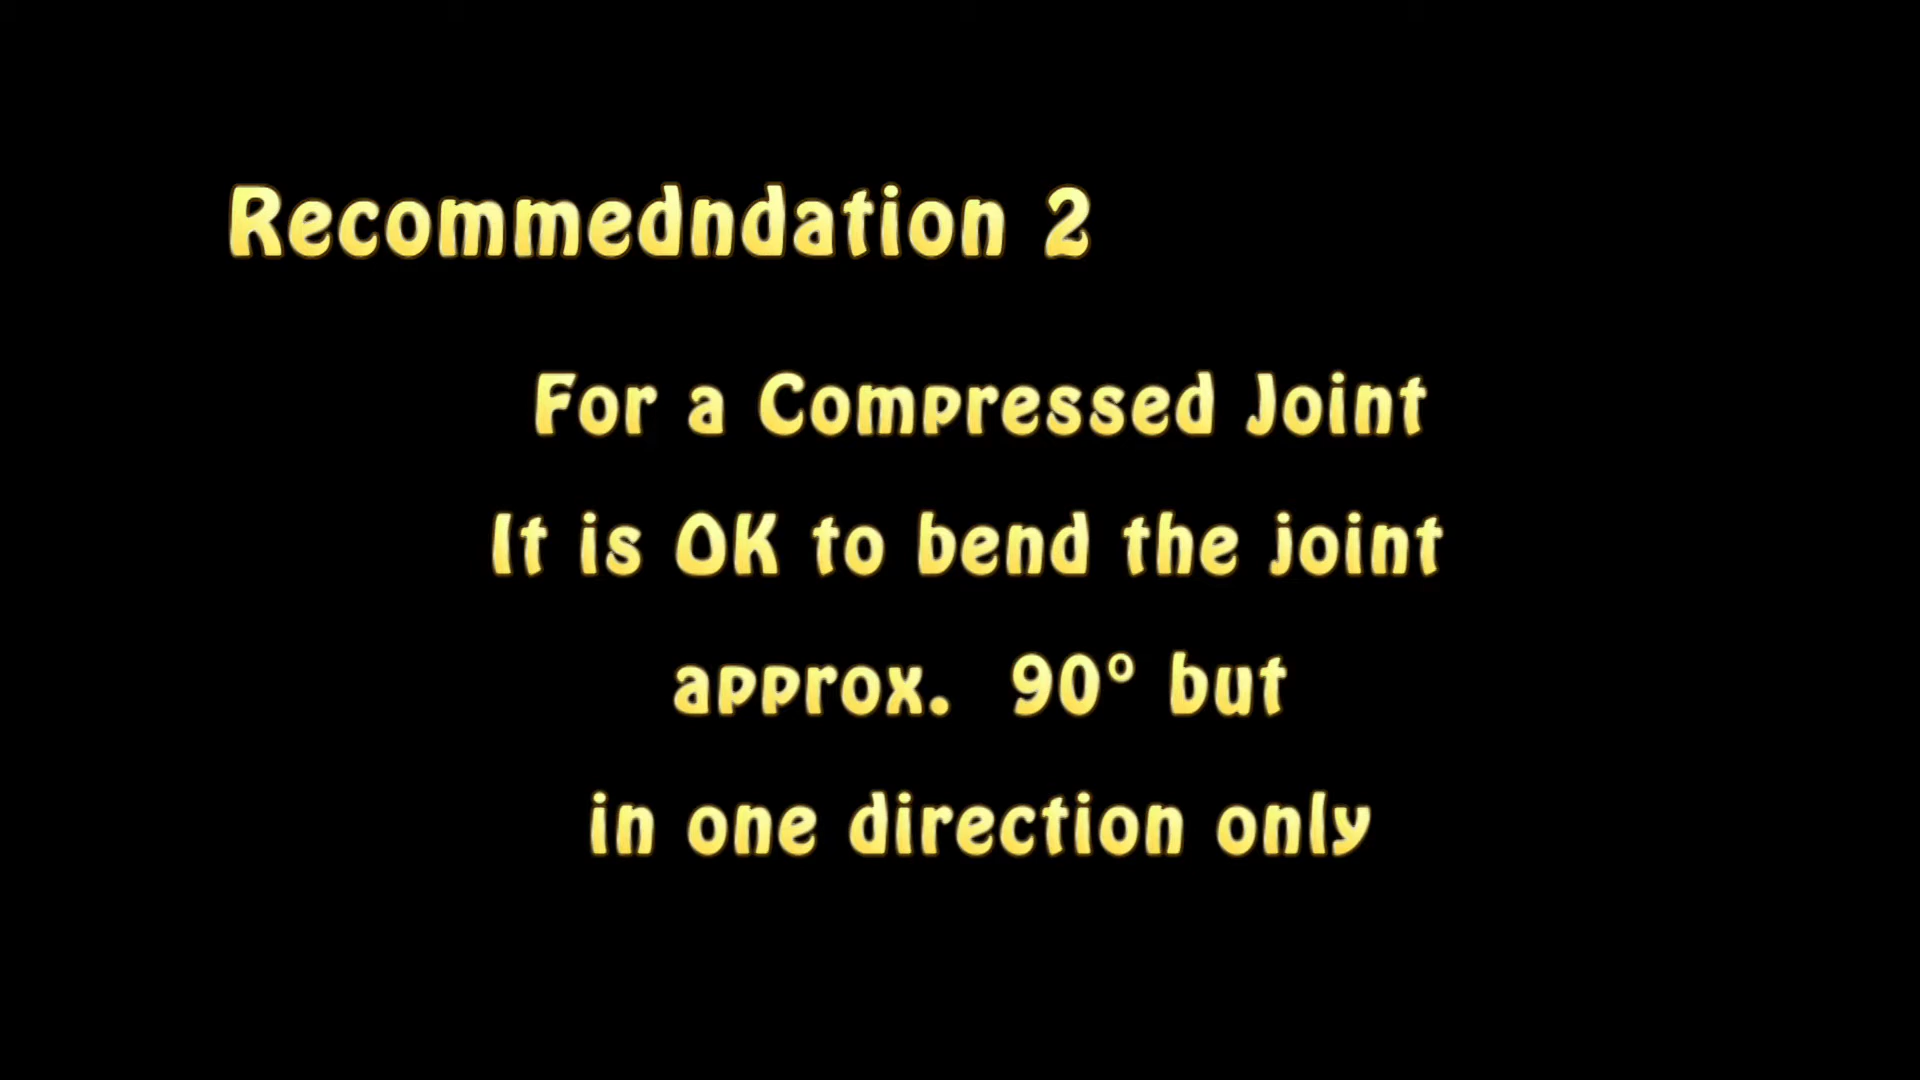 Recommedndation 2
For a Compressed Joint
It is OK to bend the joint
approx.  90° but
in one direction only